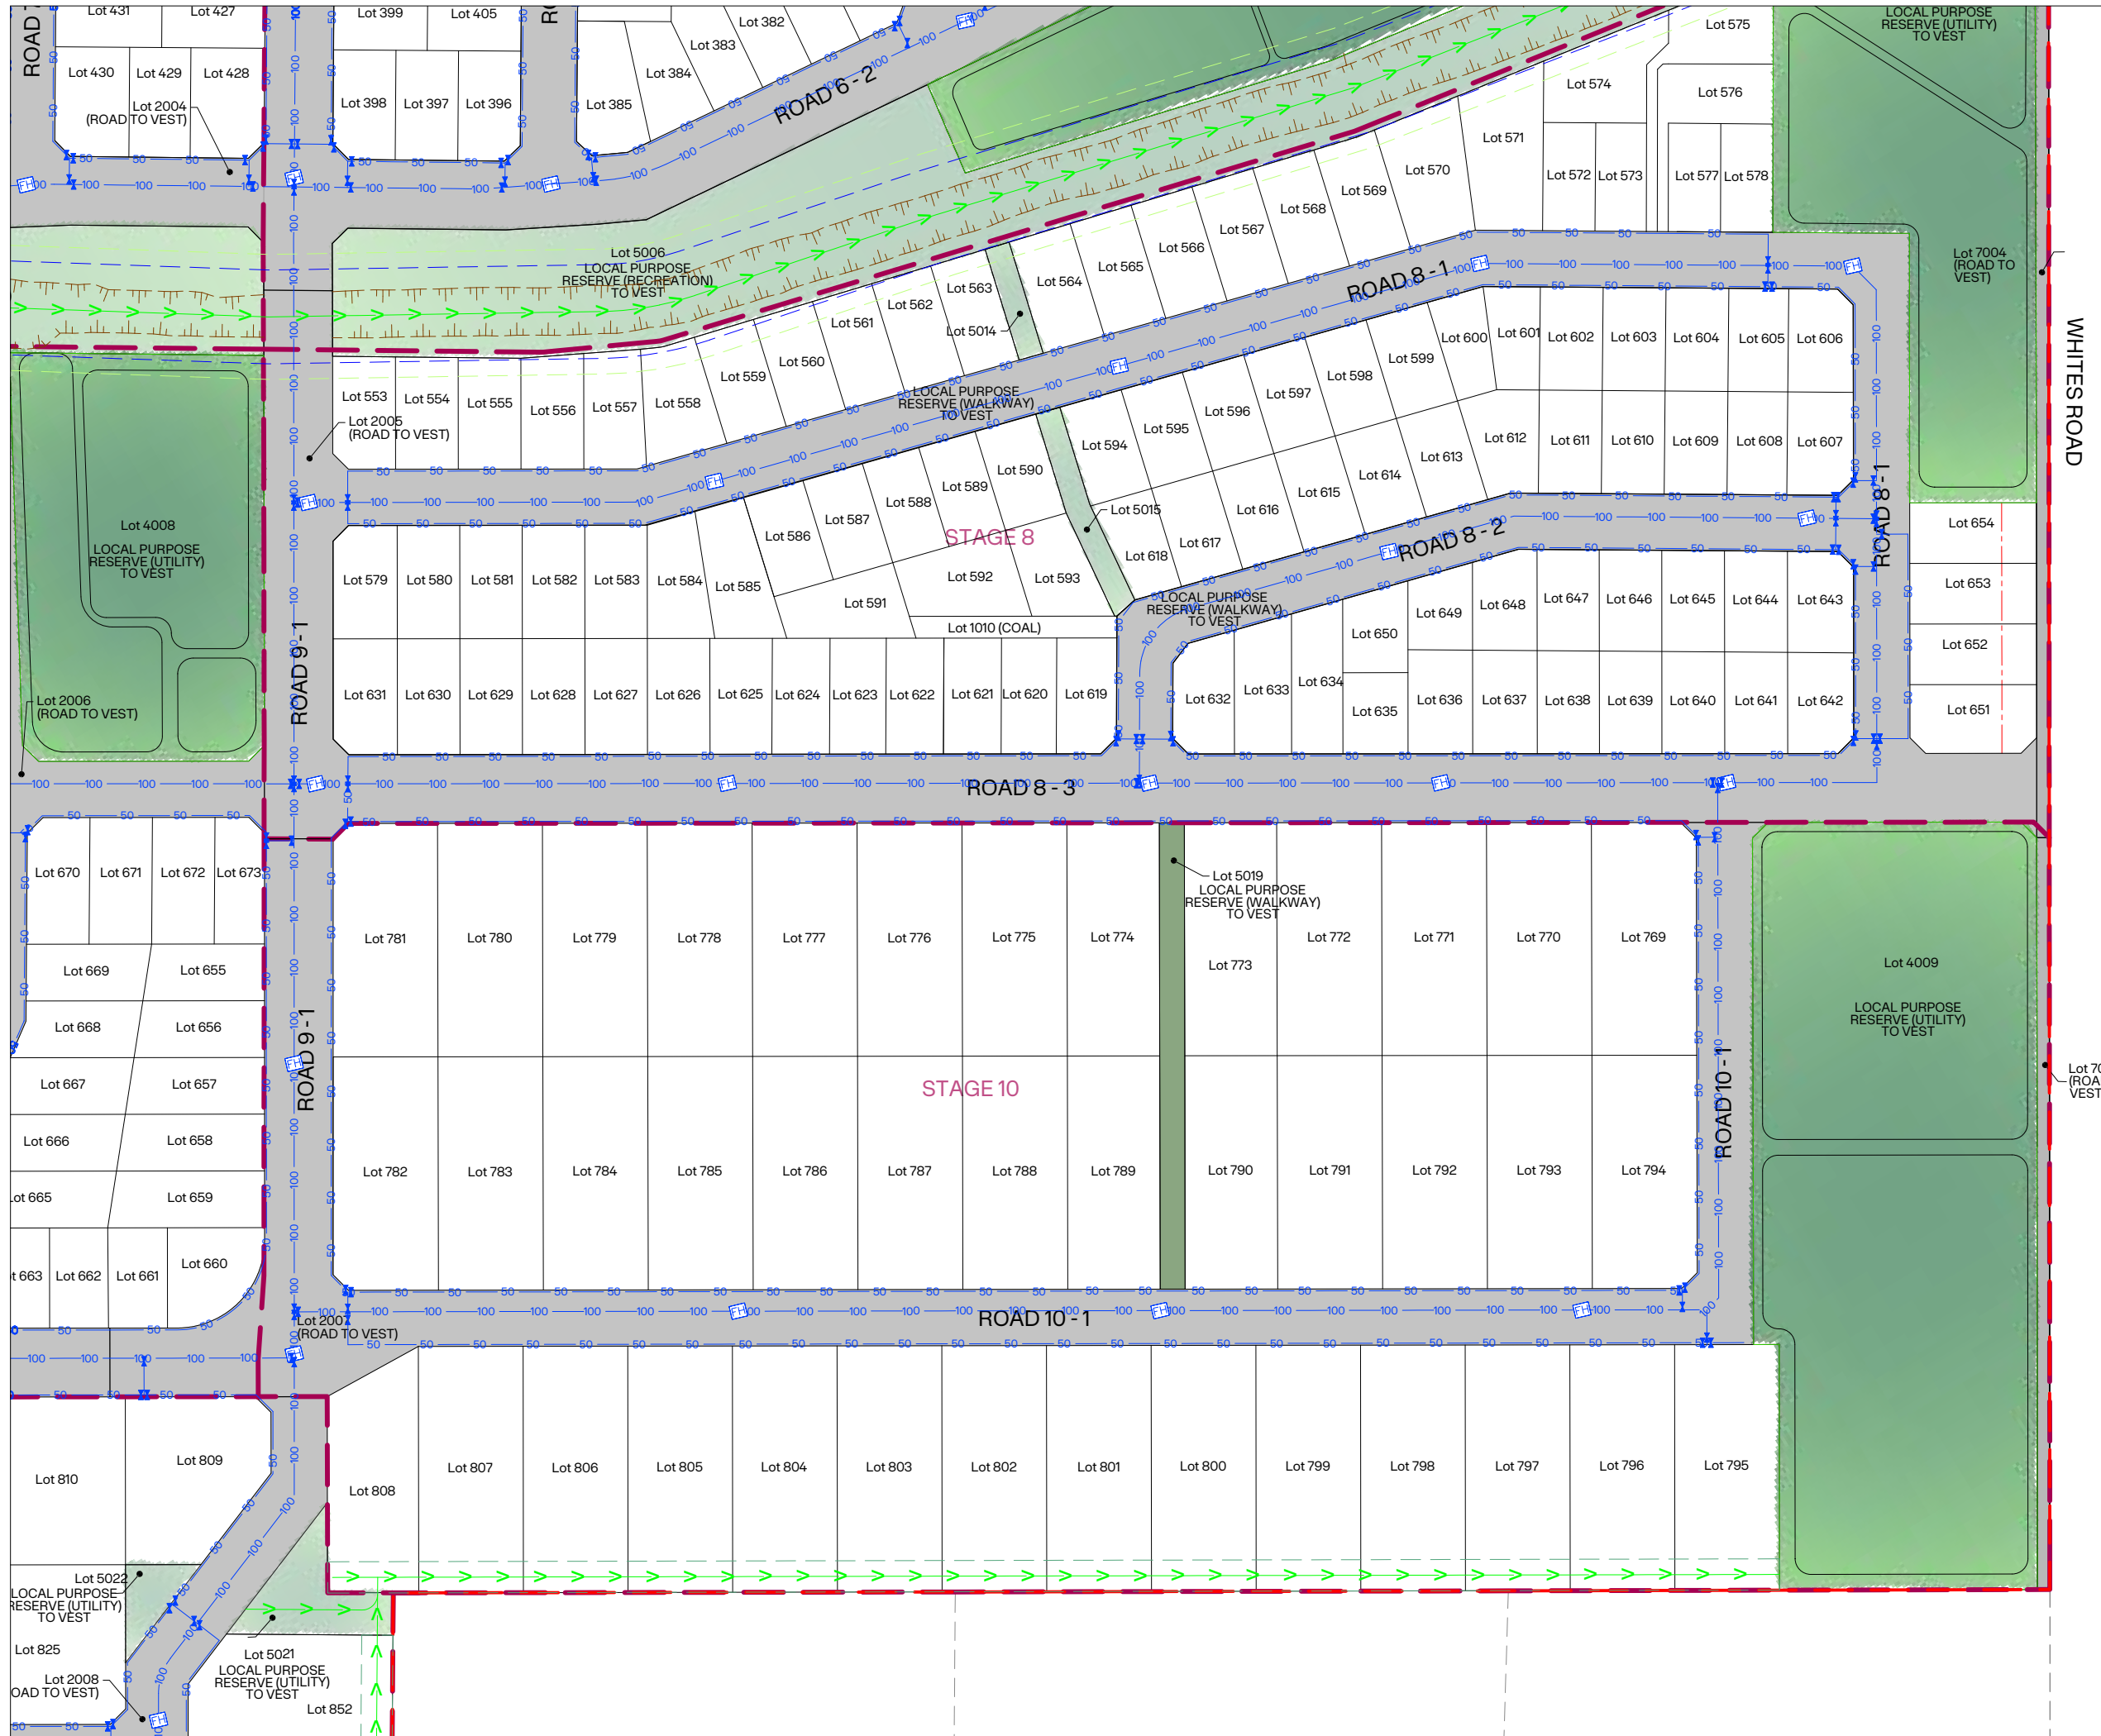 Lot 431
Lot 427
Lot 399
Lot 405
Lot 382
Lot 383
Lot 384
Lot 385
Lot 575
LOCAL PURPOSE
RESERVE (UTILITY)
TO VEST
Lot 430
Lot 429
Lot 428
Lot 2004
(ROAD TO VEST)
Lot 398
Lot 397
Lot 396
ROAD 6 - 2
Lot 574
Lot 576
Lot 571
Lot 570
Lot 572
Lot 573
Lot 577
Lot 578
Lot 569
Lot 568
Lot 567
Lot 566
Lot 565
Lot 564
Lot 563
Lot 562
Lot 561
Lot 560
Lot 559
Lot 5006
LOCAL PURPOSE
RESERVE (RECREATION)
TO VEST
Lot 5014
Lot 7004
(ROAD TO
VEST)
WHITES ROAD
ROAD 8 - 1
Lot 553
Lot 554
Lot 555
Lot 556
Lot 557
Lot 558
Lot 2005
(ROAD TO VEST)
LOCAL PURPOSE
RESERVE (WALKWAY)
TO VEST
Lot 601
Lot 602
Lot 603
Lot 604
Lot 605
Lot 606
Lot 600
Lot 599
Lot 598
Lot 597
Lot 596
Lot 595
Lot 594
Lot 590
Lot 589
Lot 588
Lot 587
Lot 586
Lot 612
Lot 611
Lot 610
Lot 609
Lot 608
Lot 607
Lot 613
Lot 614
Lot 615
Lot 616
Lot 617
Lot 618
Lot 5015
STAGE 8
ROAD 8 - 2
ROAD 8 - 1
Lot 4008
LOCAL PURPOSE
RESERVE (UTILITY)
TO VEST
Lot 579
Lot 580
Lot 581
Lot 582
Lot 583
Lot 584
Lot 585
Lot 591
Lot 592
Lot 593
Lot 1010 (COAL)
LOCAL PURPOSE
RESERVE (WALKWAY)
TO VEST
Lot 654
Lot 653
Lot 652
Lot 651
Lot 650
Lot 649
Lot 648
Lot 647
Lot 646
Lot 645
Lot 644
Lot 643
ROAD 9 - 1
Lot 631
Lot 630
Lot 629
Lot 628
Lot 627
Lot 626
Lot 625
Lot 624
Lot 623
Lot 622
Lot 621
Lot 620
Lot 619
Lot 632
Lot 633
Lot 634
Lot 635
Lot 636
Lot 637
Lot 638
Lot 639
Lot 640
Lot 641
Lot 642
Lot 2006
(ROAD TO VEST)
ROAD 8 - 3
Lot 670
Lot 671
Lot 672
Lot 673
Lot 669
Lot 655
Lot 668
Lot 656
Lot 667
Lot 657
Lot 666
Lot 658
Lot 665
Lot 659
Lot 662
Lot 661
Lot 660
Lot 781
Lot 780
Lot 779
Lot 778
Lot 777
Lot 776
Lot 775
Lot 774
Lot 5019
LOCAL PURPOSE
RESERVE (WALKWAY)
TO VEST
Lot 773
Lot 772
Lot 771
Lot 770
Lot 769
Lot 4009
LOCAL PURPOSE
RESERVE (UTILITY)
TO VEST
ROAD 9 - 1
STAGE 10
ROAD 10 - 1
Lot 782
Lot 783
Lot 784
Lot 785
Lot 786
Lot 787
Lot 788
Lot 789
Lot 790
Lot 791
Lot 792
Lot 793
Lot 794
Lot 2007
(ROAD TO VEST)
ROAD 10 - 1
Lot 810
Lot 809
Lot 808
Lot 807
Lot 806
Lot 805
Lot 804
Lot 803
Lot 802
Lot 801
Lot 800
Lot 799
Lot 798
Lot 797
Lot 796
Lot 795
Lot 5022
LOCAL PURPOSE
RESERVE (UTILITY)
TO VEST
Lot 825
Lot 2008
OAD TO VEST)
Lot 5021
LOCAL PURPOSE
RESERVE (UTILITY)
TO VEST
Lot 852